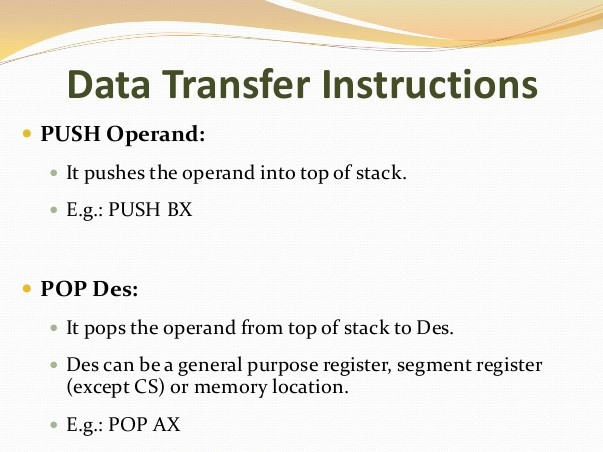 Data Transfer Instructions
PUSH Operand:
It pushes the operand into top of stack.
E.g.: PUSH BX
POP Des:
It pops the operand from top of stack to Des.
Des can be a general purpose register, segment register
(except CS) or memory location.
E.g.: POP AX